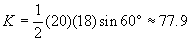 K = 1/2 (20)(18) sin 60° ≈ 77.9